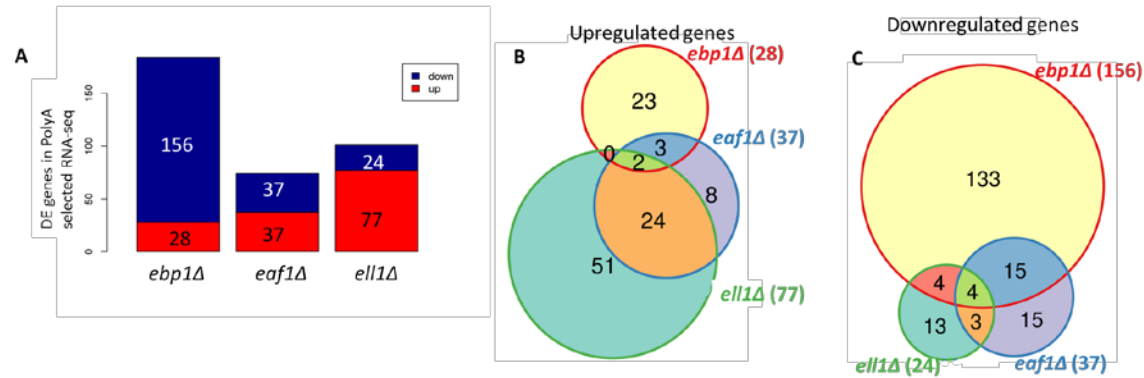 A
DE genes in PolyA
selected RNA-seq
0
50
100
150
down
up
156
28
37
37
24
77
ebp1Δ
eaf1Δ
ell1Δ
Upregulated genes
B
ebp1Δ (28)
23
eaf1Δ (37)
3
0
2
8
24
51
ell1Δ (77)
Downregulated genes
C
ebp1Δ (156)
133
15
4
4
13
3
15
ell1Δ (24)
eaf1Δ (37)